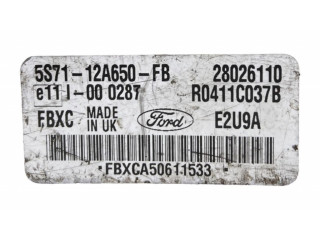 5S71-12A650-FB 28026110
e11 I-00 0287 R0411C037B
FBXC MADE IN UK Ford E2U9A
FBXCA50611533